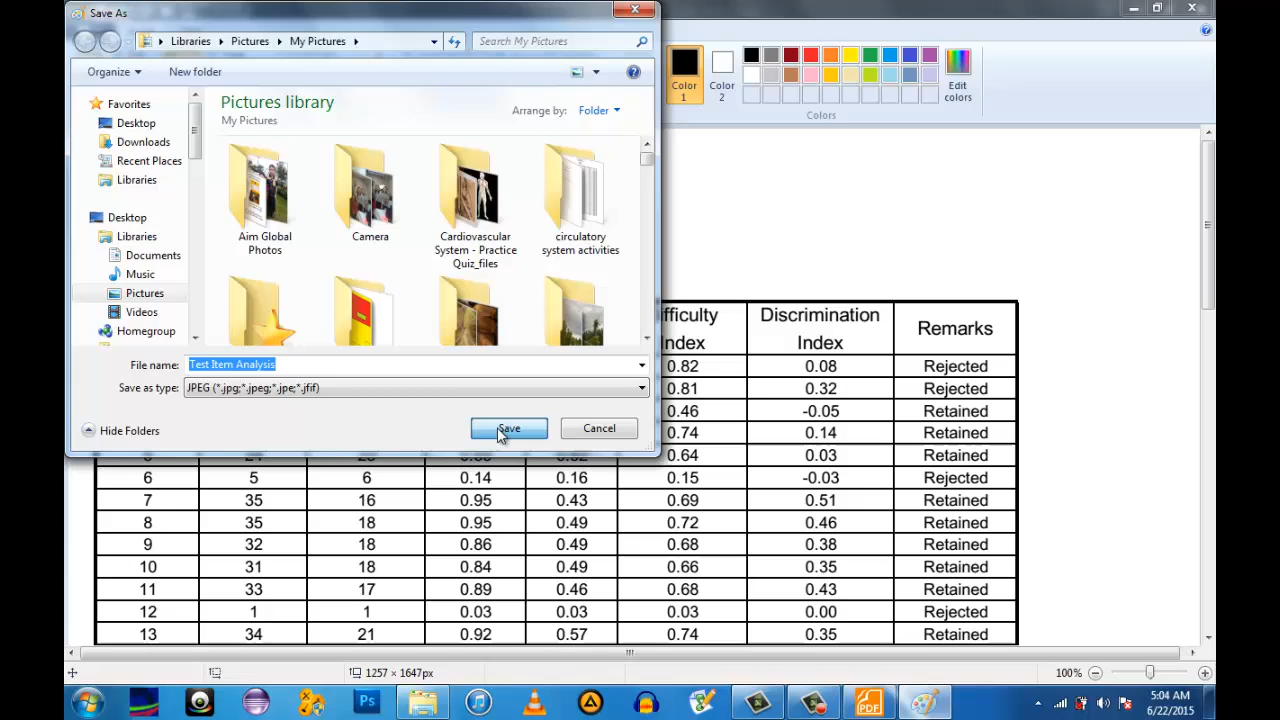 Save As
Libraries Pictures My Pictures
Search My Pictures
Organize
New folder
Favorites
Desktop
Downloads
Recent Places
Libraries
Desktop
Libraries
Documents
Music
Pictures
Videos
Homegroup
Pictures library
My Pictures
Arrange by: Folder
Aim Global Photos
Camera
Cardiovascular System - Practice Quiz_files
circulatory system activities
File name: Test Item Analysis
Save as type: JPEG (*.jpg;*.jpeg;*.jpe;*.jfif)
Hide Folders
Save
Cancel
Color 1
Color 2
Edit colors
Colors
Index
Discrimination Index
Remarks
0.82 0.08 Rejected
0.81 0.32 Retained
0.46 -0.05 Retained
0.74 0.14 Retained
0.64 0.03 Retained
6 5 6 0.14 0.16 0.15 -0.03 Rejected
7 35 16 0.95 0.43 0.69 0.51 Retained
8 35 18 0.95 0.49 0.72 0.46 Retained
9 32 18 0.86 0.49 0.68 0.38 Retained
10 31 18 0.84 0.49 0.66 0.35 Retained
11 33 17 0.89 0.46 0.68 0.43 Retained
12 1 1 0.03 0.03 0.03 0.00 Rejected
13 34 21 0.92 0.57 0.74 0.35 Retained
1257 × 1647px
100%
Ps
PDF
5:04 AM
6/22/2015